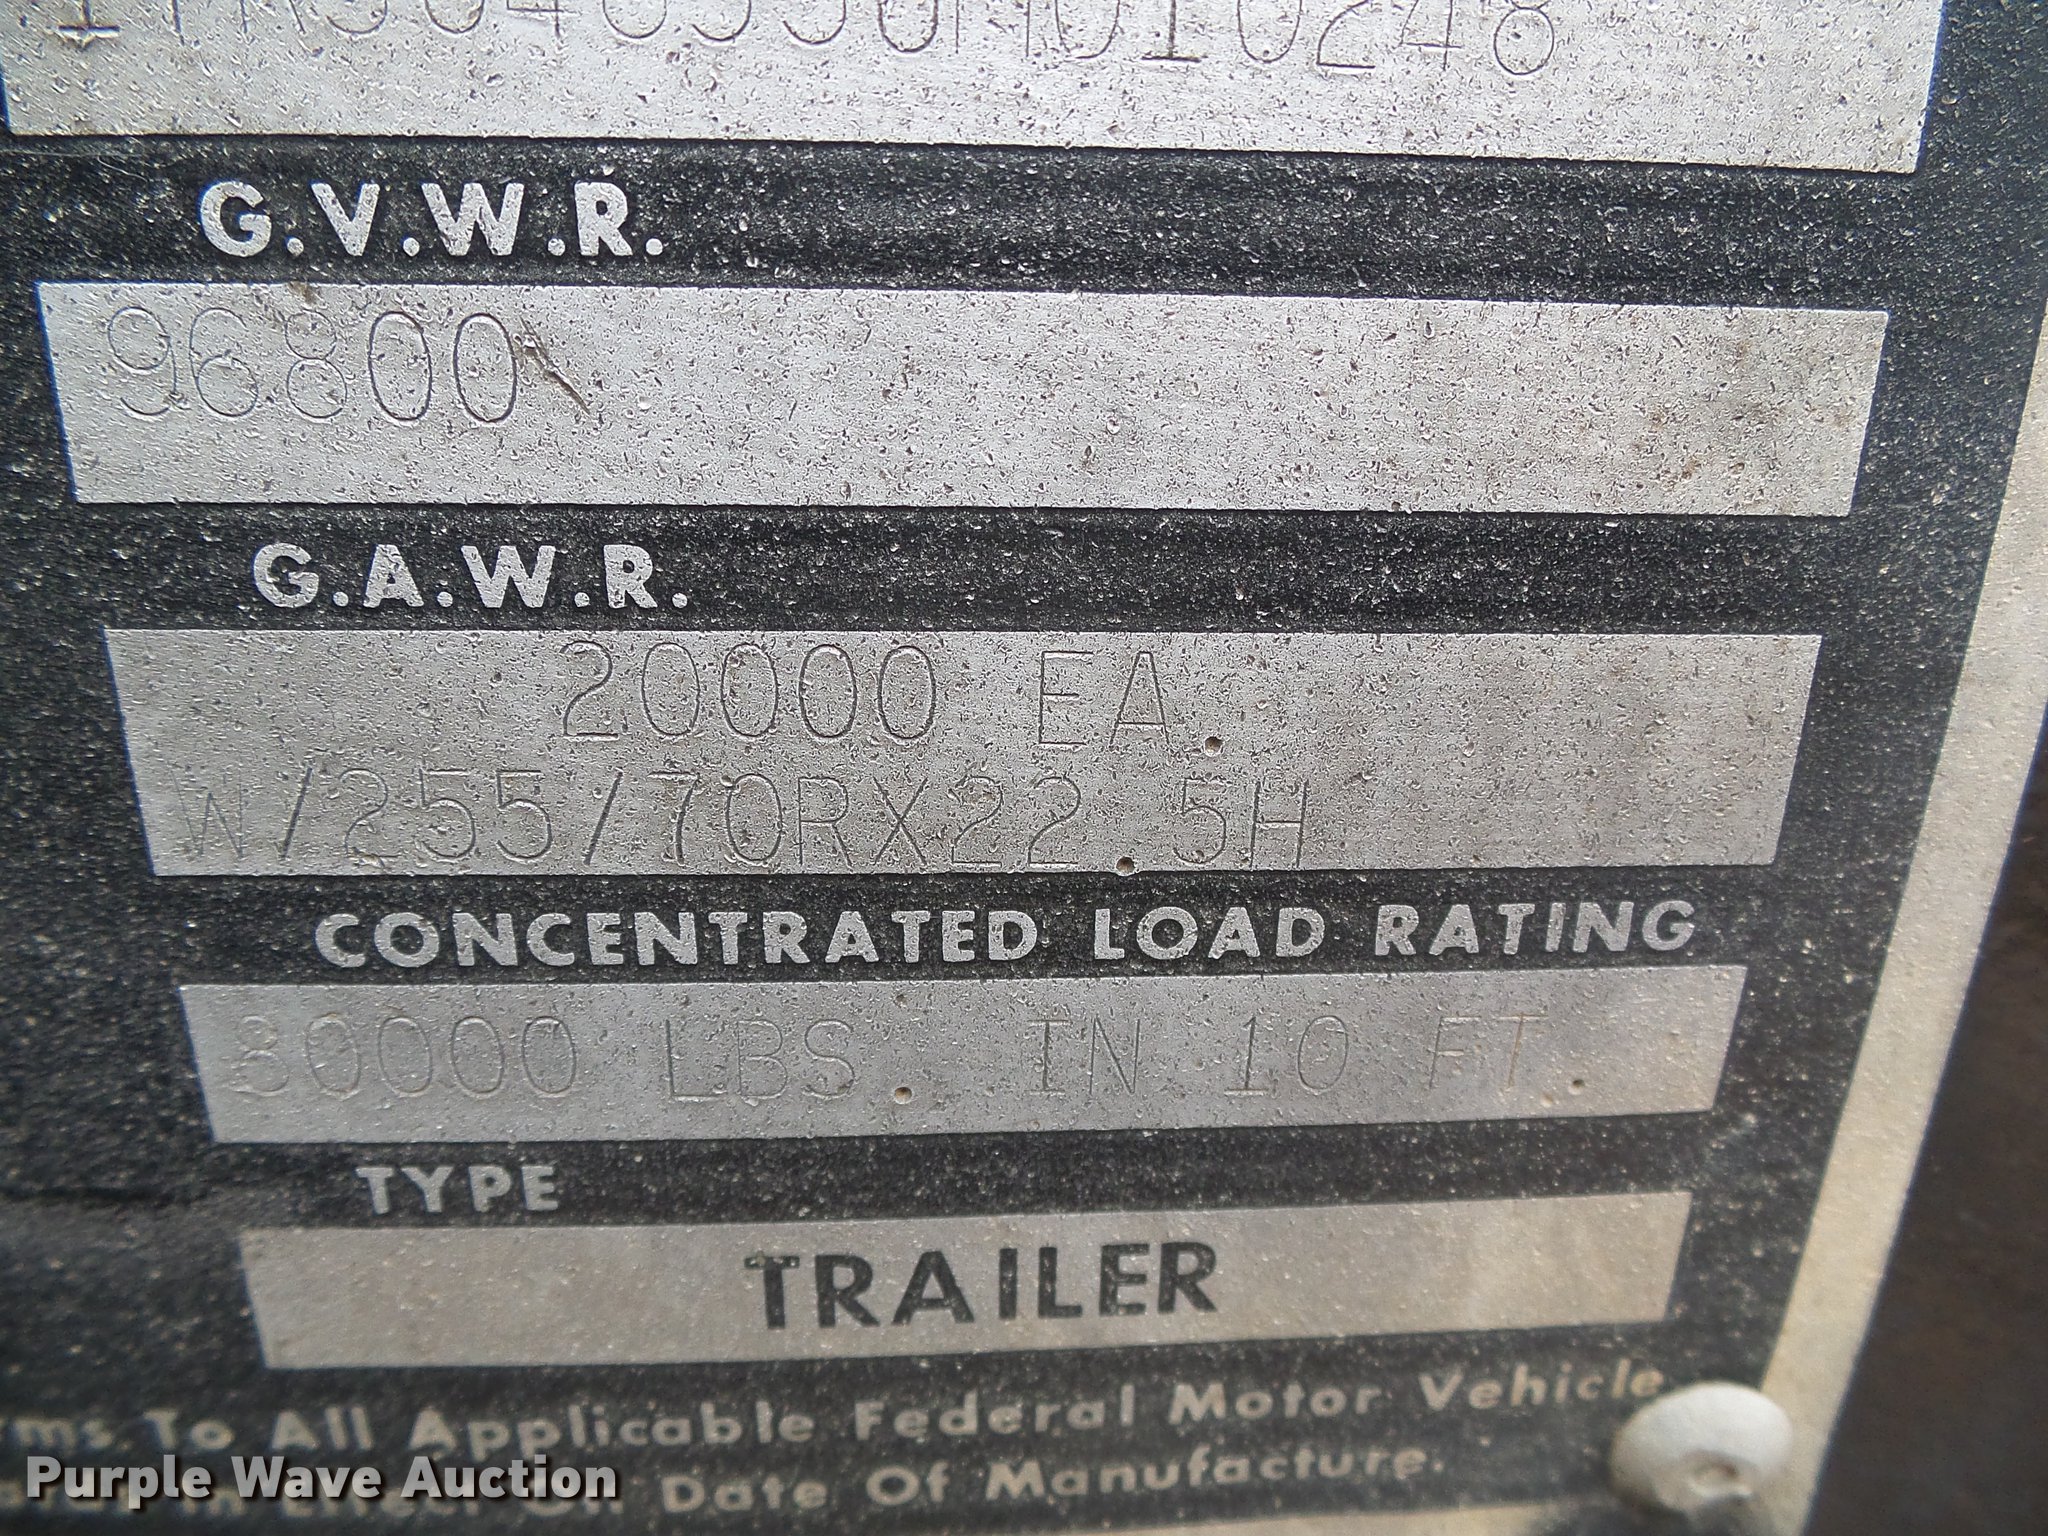 G.V.W.R.
96800
G.A.W.R.
20000 EA.
W/255/70RX22.5H
CONCENTRATED LOAD RATING
80000 LBS. IN 10 FT.
TYPE
TRAILER
To All Applicable Federal Motor Vehicle
Date Of Manufacture.
Purple Wave Auction